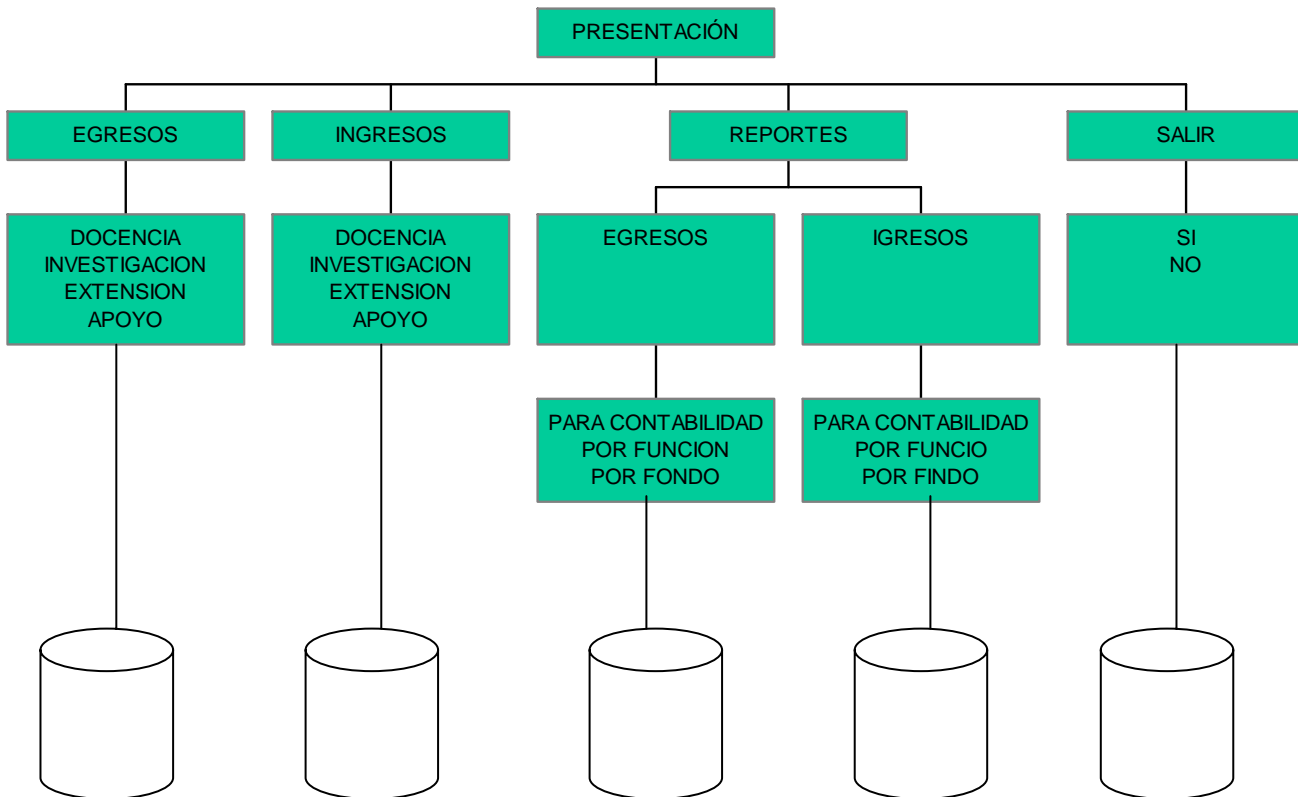 PRESENTACIÓN
EGRESOS
INGRESOS
REPORTES
SALIR
DOCENCIA
INVESTIGACION
EXTENSION
APOYO
DOCENCIA
INVESTIGACION
EXTENSION
APOYO
EGRESOS
IGRESOS
SI
NO
PARA CONTABILIDAD
POR FUNCION
POR FONDO
PARA CONTABILIDAD
POR FUNCIO
POR FINDO